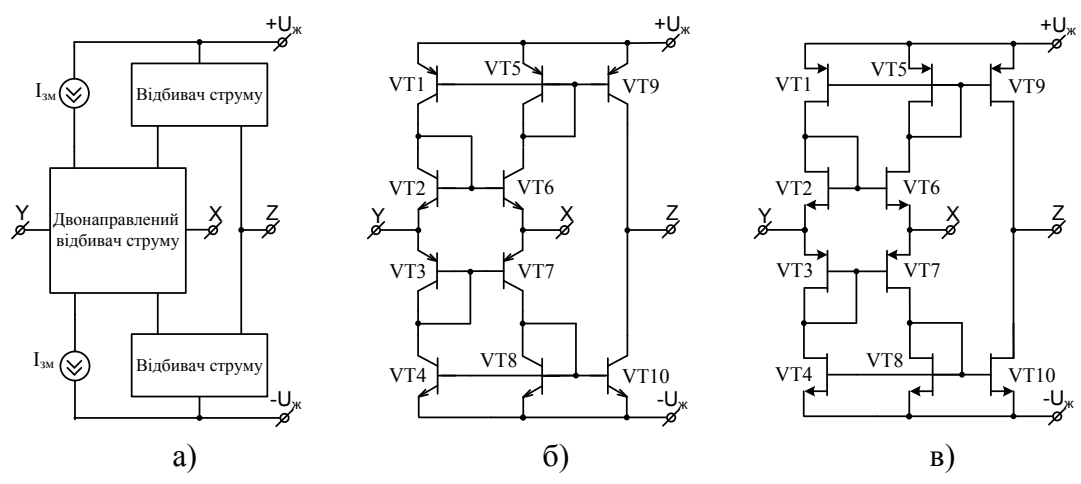 +Uж
Iзм
Відбивач струму
Y
Двонаправлений
відбивач струму
X
Z
Iзм
Відбивач струму
-Uж
а)
+Uж
VT1
VT5
VT9
VT2
VT6
Y
X
Z
VT3
VT7
VT4
VT8
VT10
-Uж
б)
+Uж
VT1
VT5
VT9
VT2
VT6
Y
X
Z
VT3
VT7
VT4
VT8
VT10
-Uж
в)